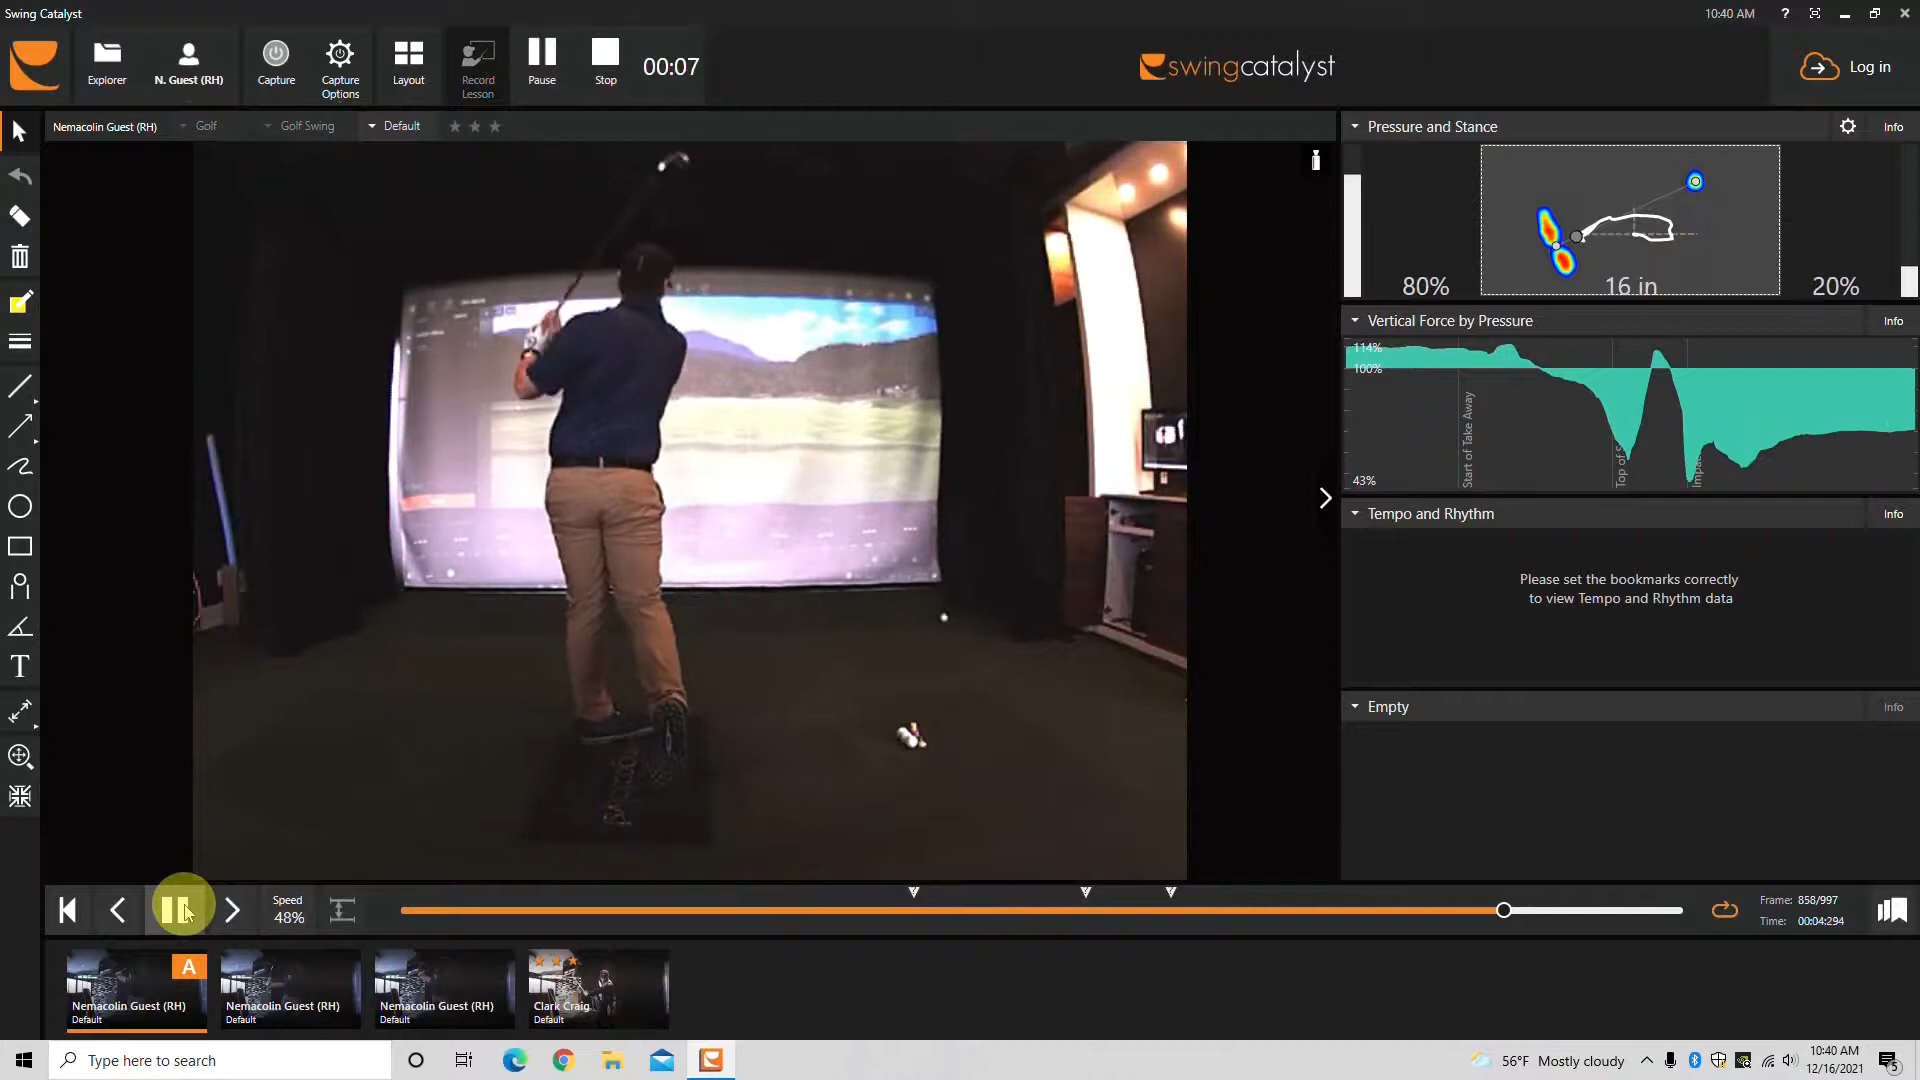 Swing Catalyst
10:40 AM
?
Explorer
N. Guest (RH)
Capture
Capture
Options
Layout
Record
Lesson
Pause
Stop
00:07
swingcatalyst
Log in
Nemacolin Guest (RH)
Golf
Golf Swing
Default
Pressure and Stance
Info
80%
16 in
20%
Vertical Force by Pressure
Info
114%
100%
43%
Start of Take Away
Top of S
Impac
Tempo and Rhythm
Info
Please set the bookmarks correctly
to view Tempo and Rhythm data
Empty
Info
T
Speed
48%
Frame: 858/997
Time: 00:04:294
A
Nemacolin Guest (RH)
Default
Nemacolin Guest (RH)
Default
Nemacolin Guest (RH)
Default
Clark Craig
Default
Type here to search
56°F Mostly cloudy
10:40 AM
12/16/2021
5